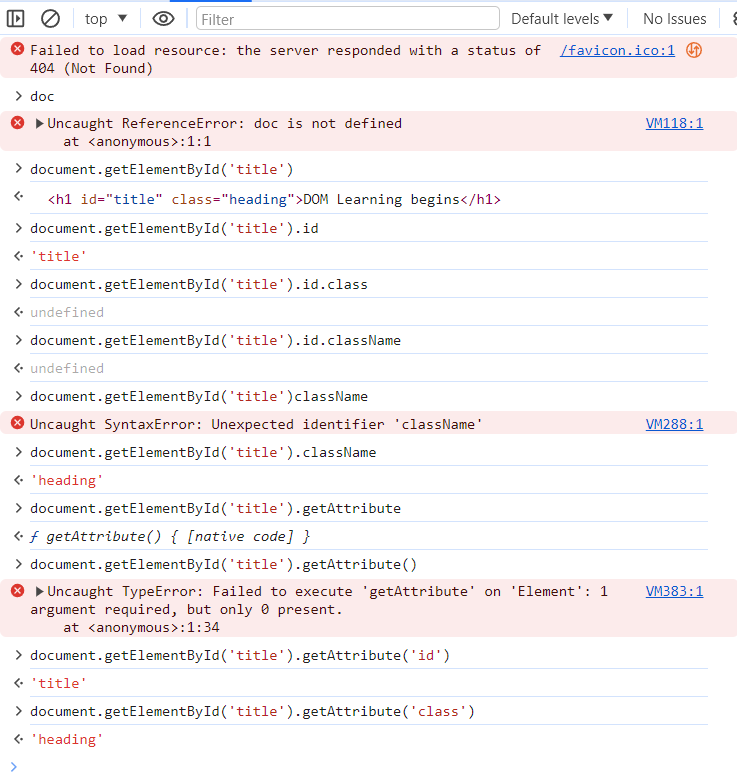 top ▼ Filter Default levels ▼ No Issues
Failed to load resource: the server responded with a status of /favicon.ico:1
404 (Not Found)
> doc
▶Uncaught ReferenceError: doc is not defined VM118:1
at <anonymous>:1:1
> document.getElementById('title')
<h1 id="title" class="heading">DOM Learning begins</h1>
> document.getElementById('title').id
'title'
> document.getElementById('title').id.class
undefined
> document.getElementById('title').id.className
undefined
> document.getElementById('title')className
Uncaught SyntaxError: Unexpected identifier 'className' VM288:1
> document.getElementById('title').className
'heading'
> document.getElementById('title').getAttribute
ƒ getAttribute() { [native code] }
> document.getElementById('title').getAttribute()
▶Uncaught TypeError: Failed to execute 'getAttribute' on 'Element': 1 VM383:1
argument required, but only 0 present.
at <anonymous>:1:34
> document.getElementById('title').getAttribute('id')
'title'
> document.getElementById('title').getAttribute('class')
'heading'
>